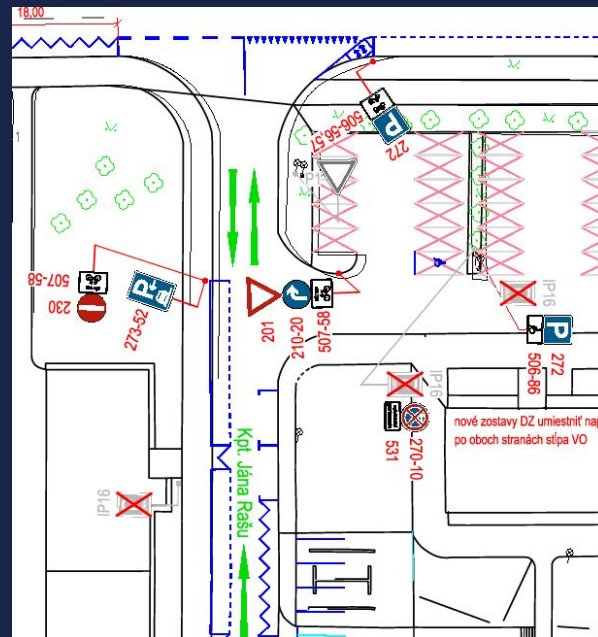 18,00
506-56,57
272
1
507-58
230
273-52
201
210-20
507-58
IP16
272
506-86
IP16
270-10
531
nové zostavy DZ umiestniť
po oboch stranách stĺpa VO
Kpt. Jána Rašu
IP16